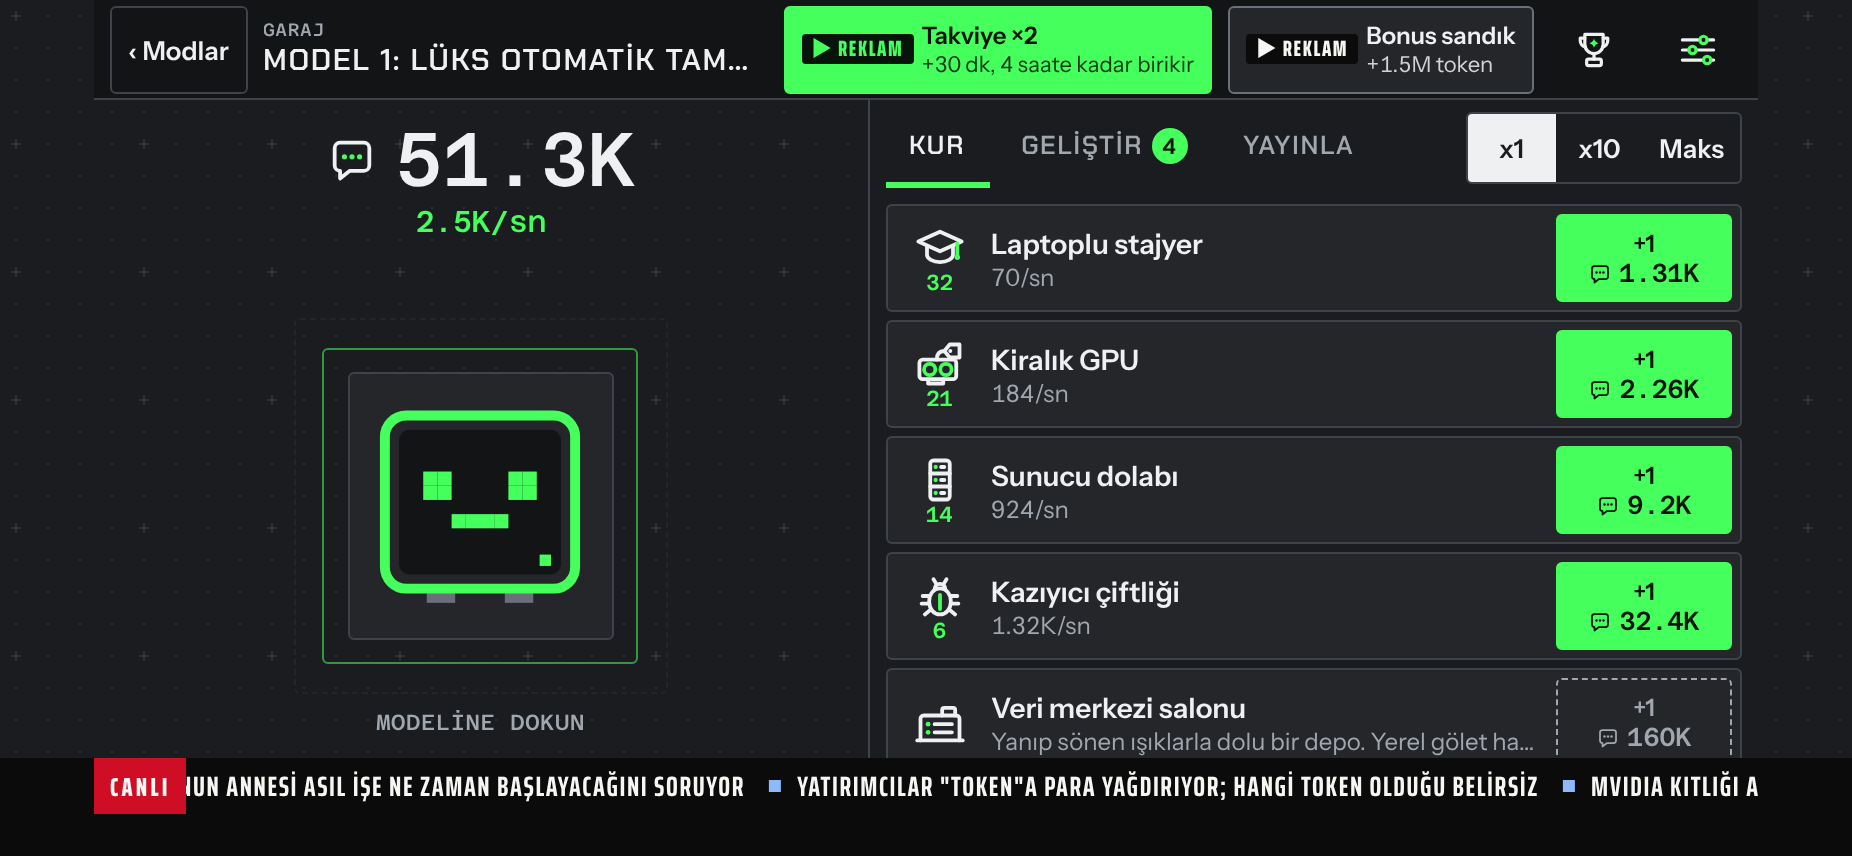 ‹ Modlar
GARAJ
MODEL 1: LÜKS OTOMATİK TAM...
REKLAM
Takviye ×2
+30 dk, 4 saate kadar birikir
REKLAM
Bonus sandık
+1.5M token
51.3K
2.5K/sn
MODELİNE DOKUN
KUR
GELİŞTİR 4
YAYINLA
x1
x10
Maks
32
Laptoplu stajyer
70/sn
+1
1.31K
21
Kiralık GPU
184/sn
+1
2.26K
14
Sunucu dolabı
924/sn
+1
9.2K
6
Kazıyıcı çiftliği
1.32K/sn
+1
32.4K
Veri merkezi salonu
Yanıp sönen ışıklarla dolu bir depo. Yerel gölet ha...
+1
160K
CANLI
NUN ANNESİ ASIL İŞE NE ZAMAN BAŞLAYACAĞINI SORUYOR ■ YATIRIMCILAR "TOKEN"A PARA YAĞDIRIYOR; HANGİ TOKEN OLDUĞU BELİRSİZ ■ MVIDIA KITLIĞI A